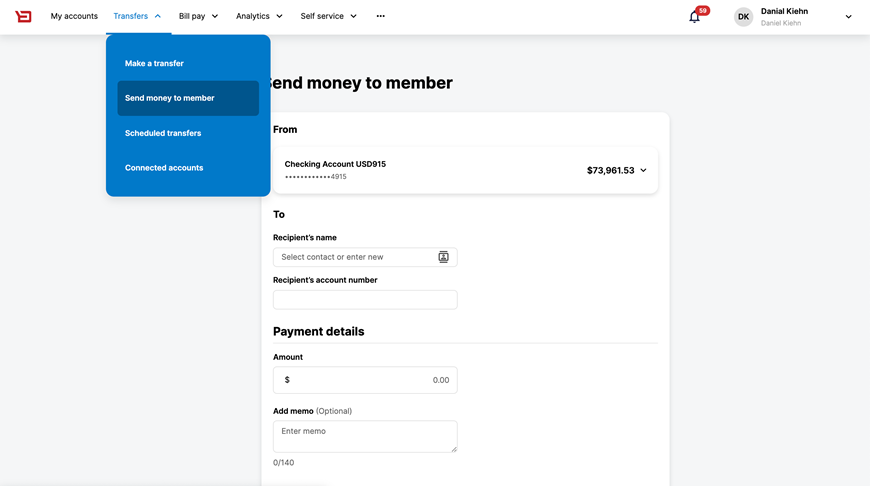 My accounts
Transfers
Bill pay
Analytics
Self service
59
DK
Danial Kiehn
Daniel Kiehn
Make a transfer
Send money to member
Scheduled transfers
Connected accounts
Send money to member
From
Checking Account USD915
••••••••••••4915
$73,961.53
To
Recipient's name
Select contact or enter new
Recipient's account number
Payment details
Amount
$ 0.00
Add memo (Optional)
Enter memo
0/140